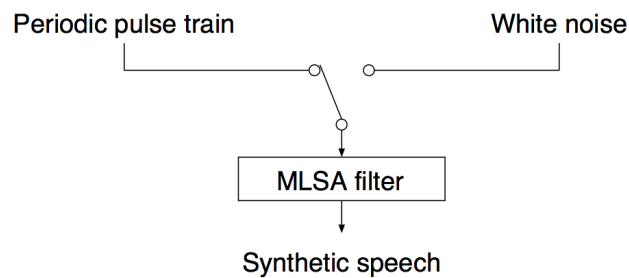 Periodic pulse train
White noise
MLSA filter
Synthetic speech